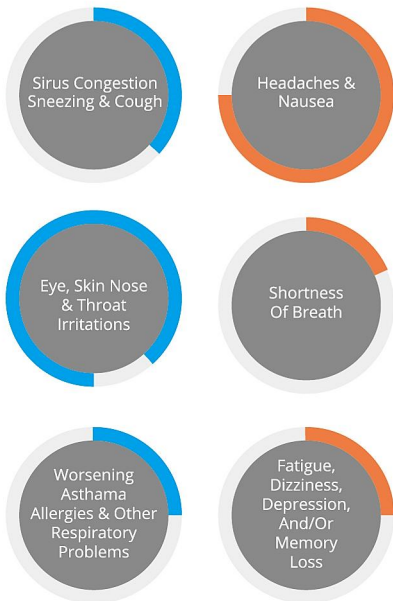 Sirus Congestion
Sneezing & Cough
Headaches &
Nausea
Eye, Skin Nose
& Throat
Irritations
Shortness
Of Breath
Worsening
Asthama
Allergies & Other
Respiratory
Problems
Fatigue,
Dizziness,
Depression,
And/Or
Memory
Loss